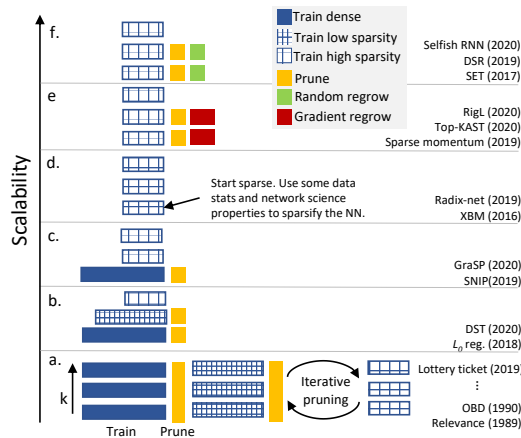 Scalability
f.
Train dense
Train low sparsity
Train high sparsity
Prune
Random regrow
Gradient regrow
Selfish RNN (2020)
DSR (2019)
SET (2017)
e
RigL (2020)
Top-KAST (2020)
Sparse momentum (2019)
d.
Start sparse. Use some data
stats and network science
properties to sparsify the NN.
Radix-net (2019)
XBM (2016)
c.
GraSP (2020)
SNIP(2019)
b.
DST (2020)
L₀ reg. (2018)
a.
k
Iterative
pruning
Lottery ticket (2019)
⋮
OBD (1990)
Relevance (1989)
Train Prune